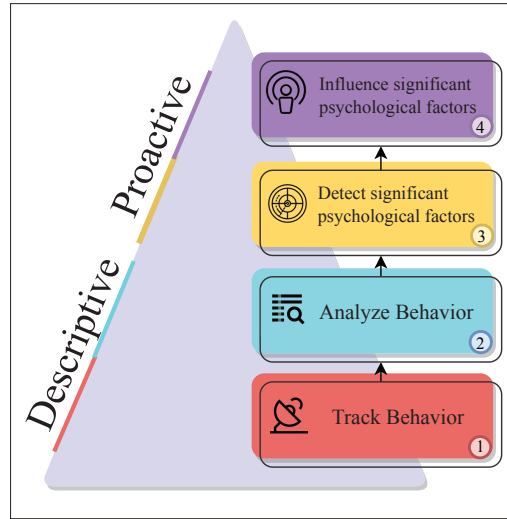 Proactive
Descriptive
Influence significant
psychological factors
4
Detect significant
psychological factors
3
Analyze Behavior
2
Track Behavior
1